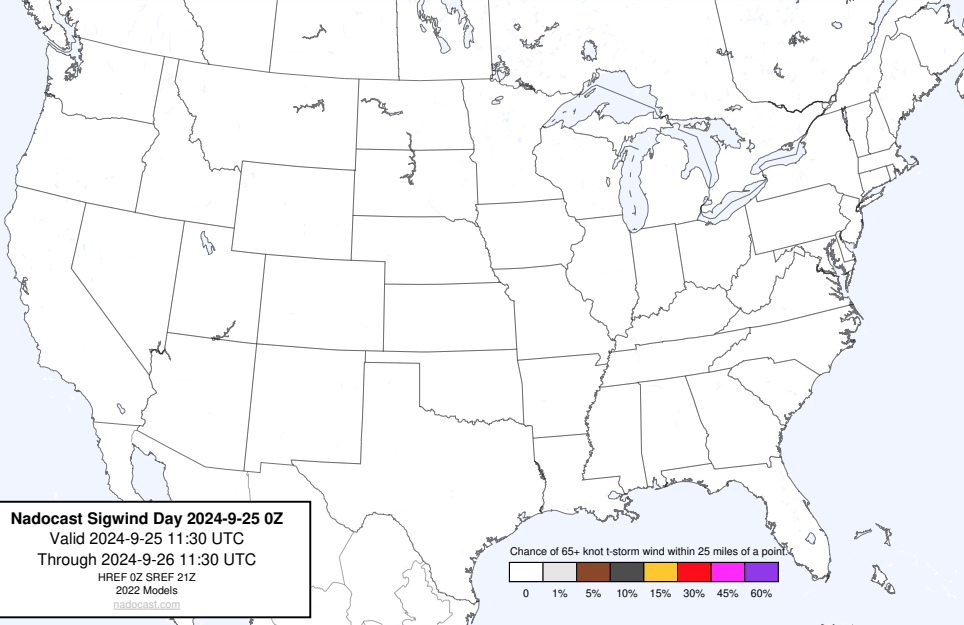 Nadocast Sigwind Day 2024-9-25 0Z
Valid 2024-9-25 11:30 UTC
Through 2024-9-26 11:30 UTC
HREF 0Z SREF 21Z
2022 Models
nadocast.com
Chance of 65+ knot t-storm wind within 25 miles of a point.
0 1% 5% 10% 15% 30% 45% 60%